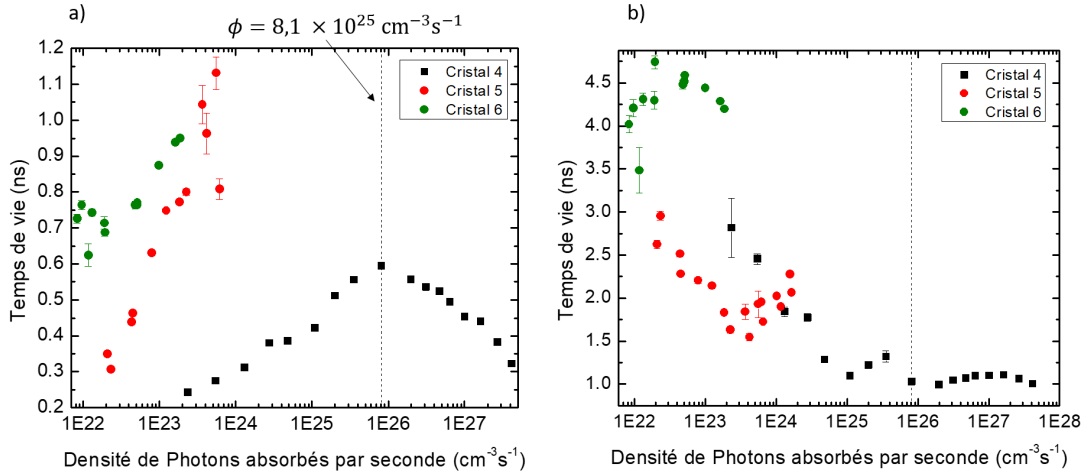 a)
ϕ = 8,1 × 10²⁵ cm⁻³s⁻¹
b)
Temps de vie (ns)
1.2
1.1
1.0
0.9
0.8
0.7
0.6
0.5
0.4
0.3
0.2
Cristal 4
Cristal 5
Cristal 6
1E22 1E23 1E24 1E25 1E26 1E27
Densité de Photons absorbés par seconde (cm⁻³s⁻¹)
Temps de vie (ns)
4.5
4.0
3.5
3.0
2.5
2.0
1.5
1.0
Cristal 4
Cristal 5
Cristal 6
1E22 1E23 1E24 1E25 1E26 1E27 1E28
Densité de Photons absorbés par seconde (cm⁻³s⁻¹)